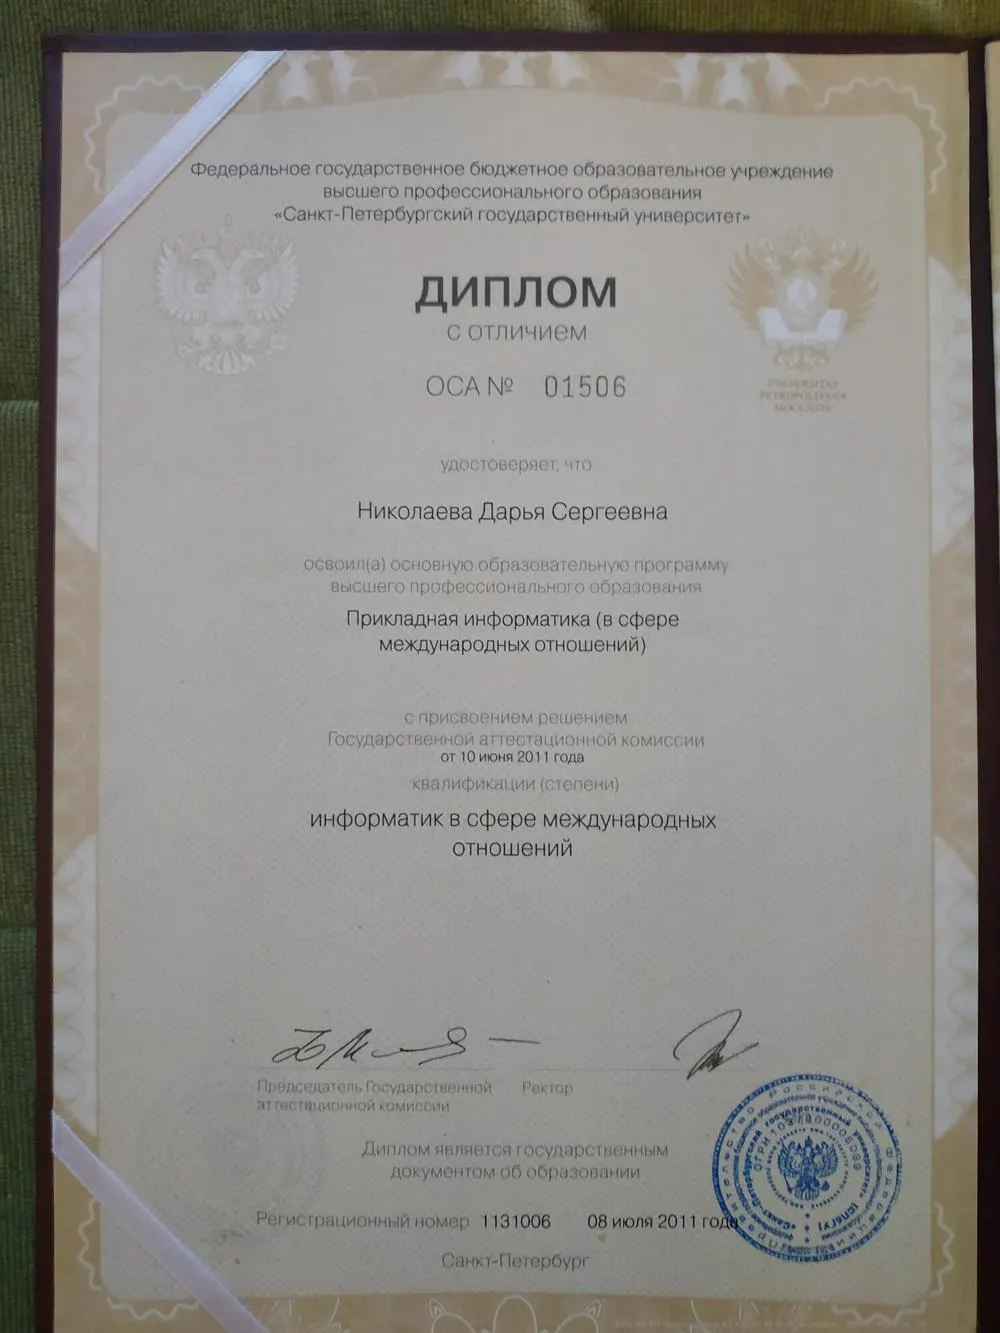 Федеральное государственное бюджетное образовательное учреждение
высшего профессионального образования
«Санкт-Петербургский государственный университет»
ДИПЛОМ
С ОТЛИЧИЕМ
ОСА № 01506
UNIVERSITAS
PETROPOLITANA
MDCCXXIV
удостоверяет, что
Николаева Дарья Сергеевна
освоил(а) основную образовательную программу
высшего профессионального образования
Прикладная информатика (в сфере
международных отношений)
с присвоением решением
Государственной аттестационной комиссии
от 10 июня 2011 года
квалификации (степени)
информатик в сфере международных
отношений
Председатель Государственной
аттестационной комиссии
Ректор
Диплом является государственным
документом об образовании
Регистрационный номер 1131006 08 июля 2011 года
Санкт-Петербург